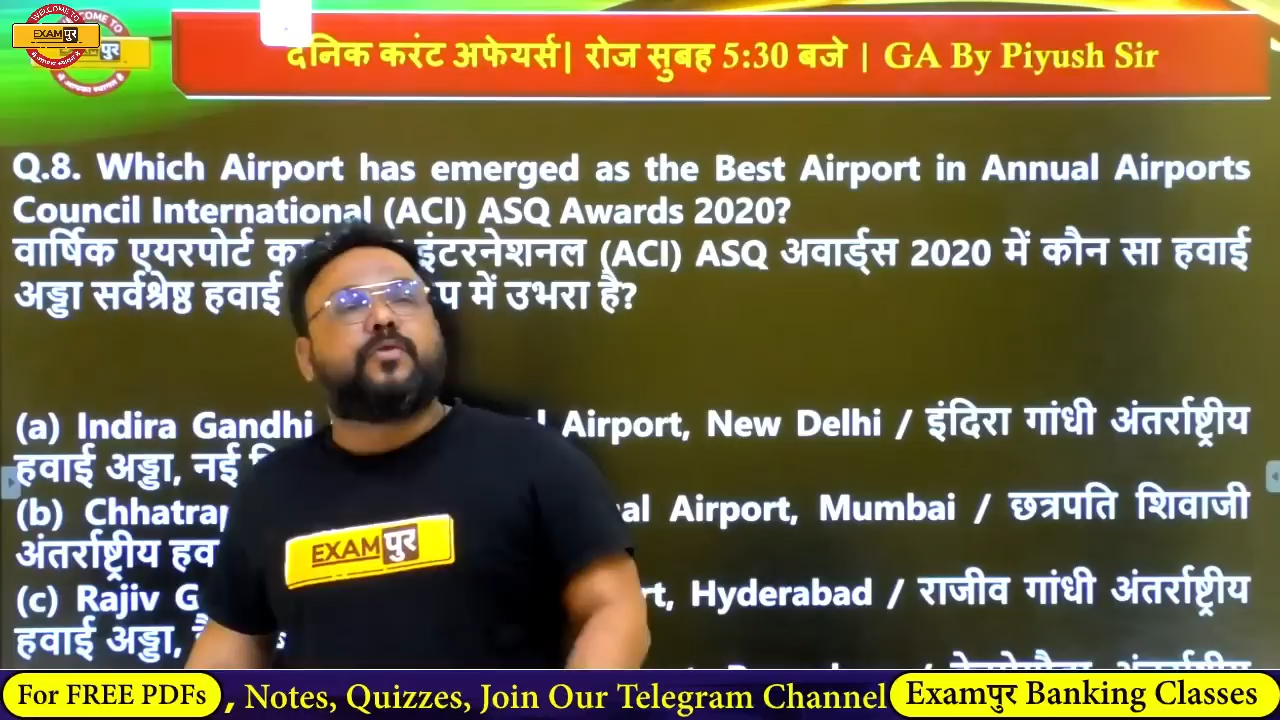 WELCOME TO
EXAMपुर
दैनिक करंट अफेयर्स| रोज सुबह 5:30 बजे | GA By Piyush Sir
Q.8. Which Airport has emerged as the Best Airport in Annual Airports
Council International (ACI) ASQ Awards 2020?
वार्षिक एयरपोर्ट इंटरनेशनल (ACI) ASQ अवार्ड्स 2020 में कौन सा हवाई
अड्डा सर्वश्रेष्ठ हवाई में उभरा है?
(a) Indira Gandhi Airport, New Delhi / इंदिरा गांधी अंतर्राष्ट्रीय
हवाई अड्डा, नई
(b) Airport, Mumbai / छत्रपति शिवाजी
अंतर्राष्ट्रीय
(c) Rajiv Hyderabad / राजीव गांधी अंतर्राष्ट्रीय
हवाई अड्डा,
EXAMपुर
For FREE PDFs , Notes, Quizzes, Join Our Telegram Channel Examपुर Banking Classes